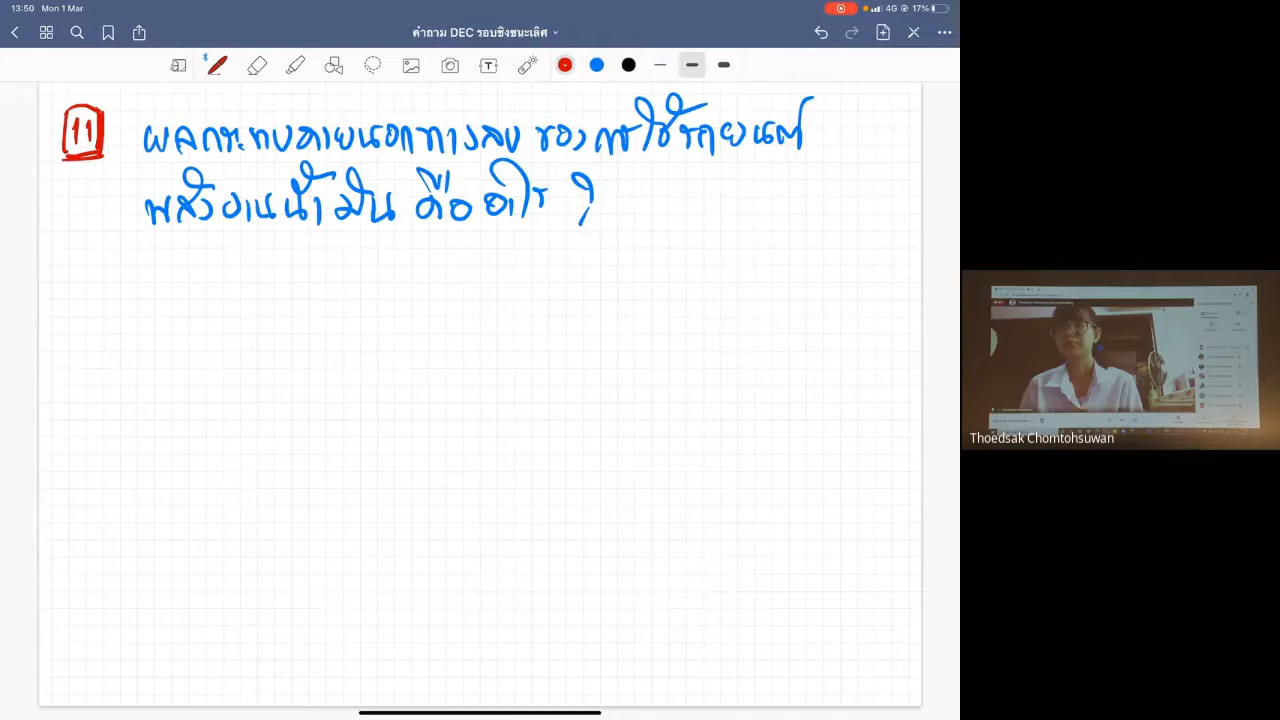 13:50 Mon 1 Mar
4G 17%
คำถาม DEC รอบชิงชนะเลิศ
T
11 ผลกระทบภายนอกทางลบ ของการใช้รถยนต์
พลังงานน้ำมัน คืออะไร ?
Thoedsak Chomtohsuwan